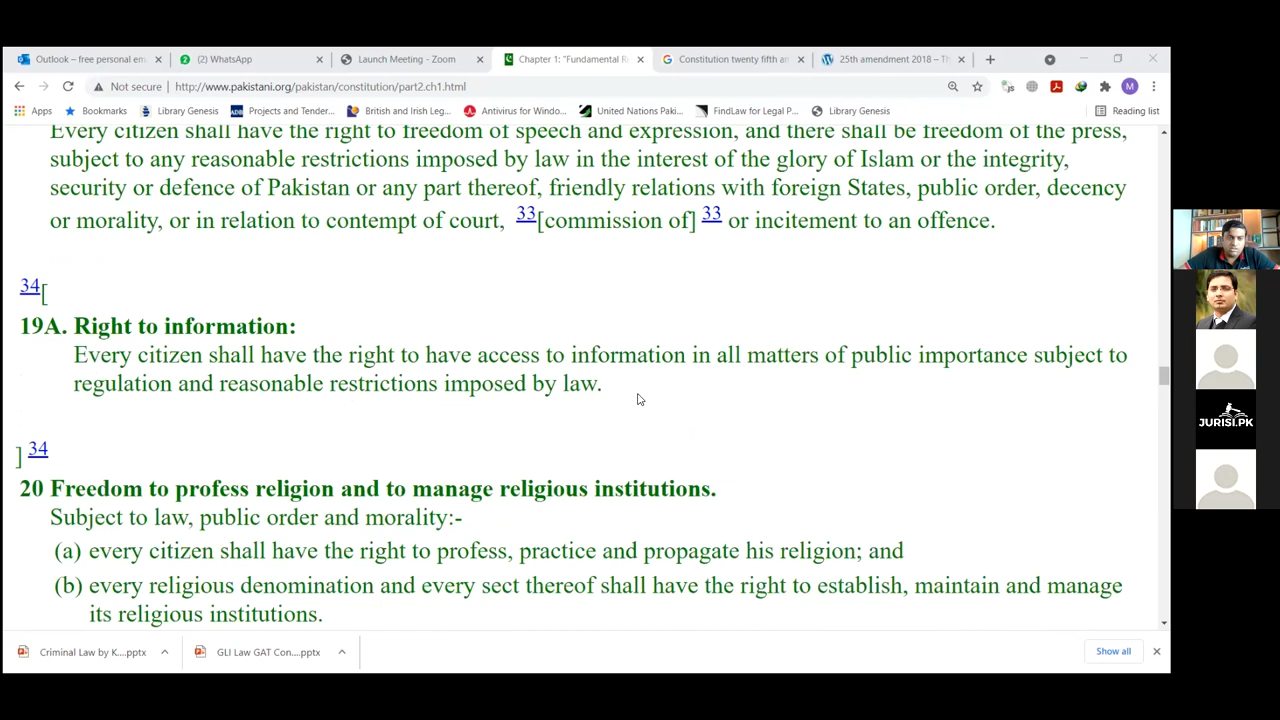 Outlook – free personal em
(2) WhatsApp
Launch Meeting - Zoom
Chapter 1: "Fundamental Ri
Constitution twenty fifth an
25th amendment 2018 – Th
Not secure | http://www.pakistani.org/pakistan/constitution/part2.ch1.html
M
Apps
Bookmarks
Library Genesis
ADB
Projects and Tender...
British and Irish Leg...
Antivirus for Windo...
United Nations Paki...
FindLaw for Legal P...
Library Genesis
Reading list
Every citizen shall have the right to freedom of speech and expression, and there shall be freedom of the press,
subject to any reasonable restrictions imposed by law in the interest of the glory of Islam or the integrity,
security or defence of Pakistan or any part thereof, friendly relations with foreign States, public order, decency
or morality, or in relation to contempt of court, 33[commission of] 33 or incitement to an offence.
34[
19A. Right to information:
Every citizen shall have the right to have access to information in all matters of public importance subject to
regulation and reasonable restrictions imposed by law.
] 34
20 Freedom to profess religion and to manage religious institutions.
Subject to law, public order and morality:-
(a) every citizen shall have the right to profess, practice and propagate his religion; and
(b) every religious denomination and every sect thereof shall have the right to establish, maintain and manage
its religious institutions.
Criminal Law by K....pptx
GLI Law GAT Con....pptx
Show all
JURISI.PK